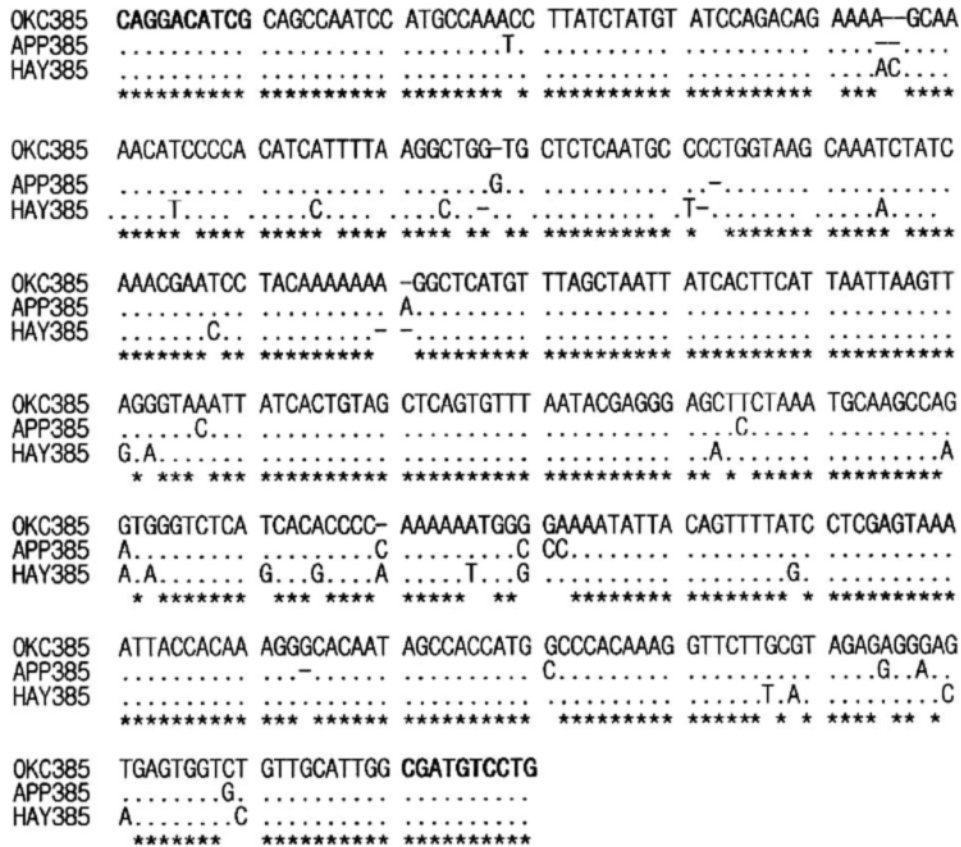 OKC385 CAGGACATCG CAGCCAATCC ATGCCAAACC TTATCTATGT ATCCAGACAG AAAA--GCAA
APP385 .......... .......... ........T. .......... .......... ....--....
HAY385 .......... .......... .......... .......... .......... ....AC....
********** ********** ******** * ********** ********** *** ****
OKC385 AACATCCCCA CATCATTTTA AGGCTGG-TG CTCTCAATGC CCCTGGTAAG CAAATCTATC
APP385 .......... .......... .......G.. .......... ..-....... ..........
HAY385 .....T.... .....C.... ....C..-.. .......... .T-....... .....A....
***** **** ***** **** **** ** ** ********** * ******* ***** ****
OKC385 AAACGAATCC TACAAAAAAA -GGCTCATGT TTAGCTAATT ATCACTTCAT TAATTAAGTT
APP385 .......... .......... A......... .......... .......... ..........
HAY385 .......C.. .........- -......... .......... .......... ..........
******* ** ********* ********* ********** ********** **********
OKC385 AGGGTAAATT ATCACTGTAG CTCAGTGTTT AATACGAGGG AGCTTCTAAA TGCAAGCCAG
APP385 ......C... .......... .......... .......... ....C..... ..........
HAY385 G.A....... .......... .......... .......... ..A....... .........A
* *** *** ********** ********** ********** ** * ***** *********
OKC385 GTGGGTCTCA TCACACCCC- AAAAAATGGG GAAAATATTA CAGTTTTATC CTCGAGTAAA
APP385 A......... .........C .........C CC........ .......... ..........
HAY385 A.A....... G...G....A ......T...G .......... ........G. ..........
* ******* *** **** ***** ** ******** ******** * **********
OKC385 ATTACCACAA AGGGCACAAT AGCCACCATG GCCCACAAAG GTTCTTGCGT AGAGAGGGAG
APP385 .......... ...-...... .......... C......... .......... ....G..A..
HAY385 .......... .......... .......... .......... ......T.A. .........C
********** *** ****** ********** ********* ****** * * **** ** *
OKC385 TGAGTGGTCT GTTGCATTGG CGATGTCCTG
APP385 ........G. .......... ..........
HAY385 A........C .......... ..........
******* ********** **********